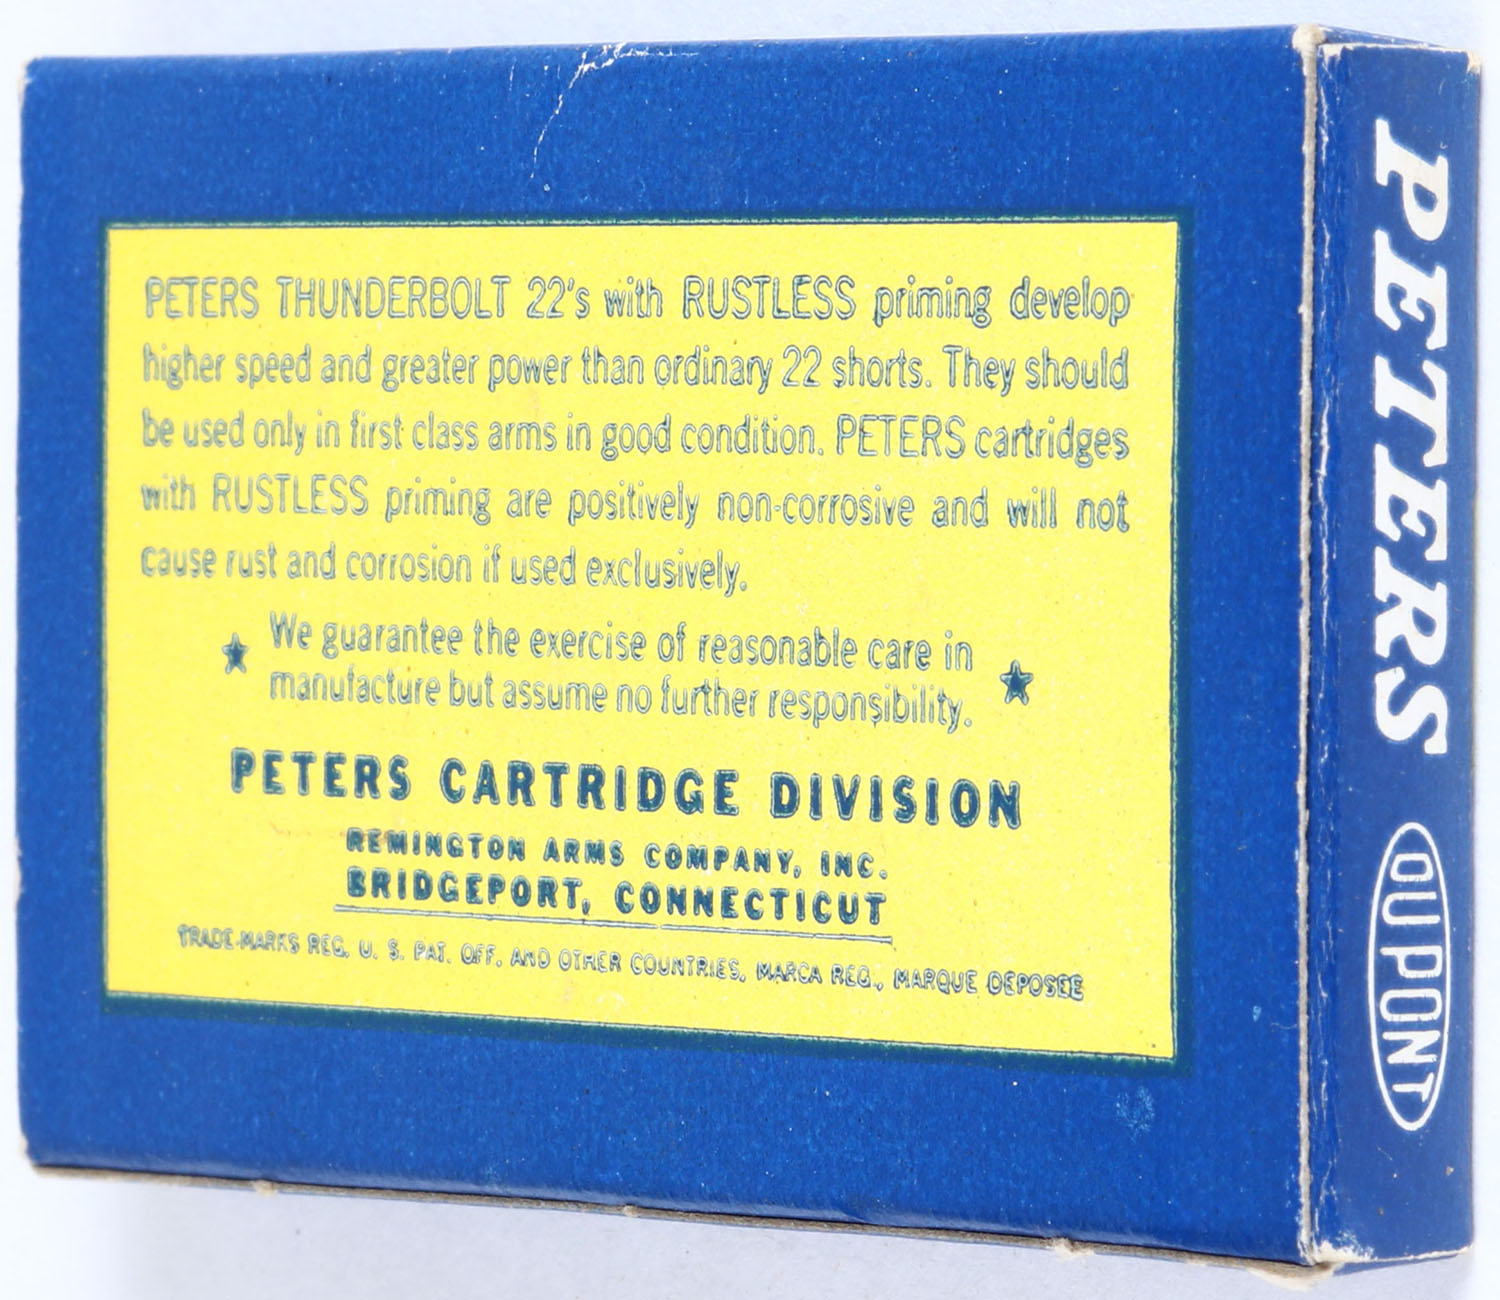 PETERS THUNDERBOLT 22's with RUSTLESS priming develop
higher speed and greater power than ordinary 22 shorts. They should
be used only in first class arms in good condition. PETERS cartridges
with RUSTLESS priming are positively non-corrosive and will not
cause rust and corrosion if used exclusively.
We guarantee the exercise of reasonable care in
manufacture but assume no further responsibility.
PETERS CARTRIDGE DIVISION
REMINGTON ARMS COMPANY, INC.
BRIDGEPORT, CONNECTICUT
TRADE-MARKS REG. U. S. PAT. OFF. AND OTHER COUNTRIES, MARCA REG., MARQUE DEPOSEE
PETERS
DU PONT